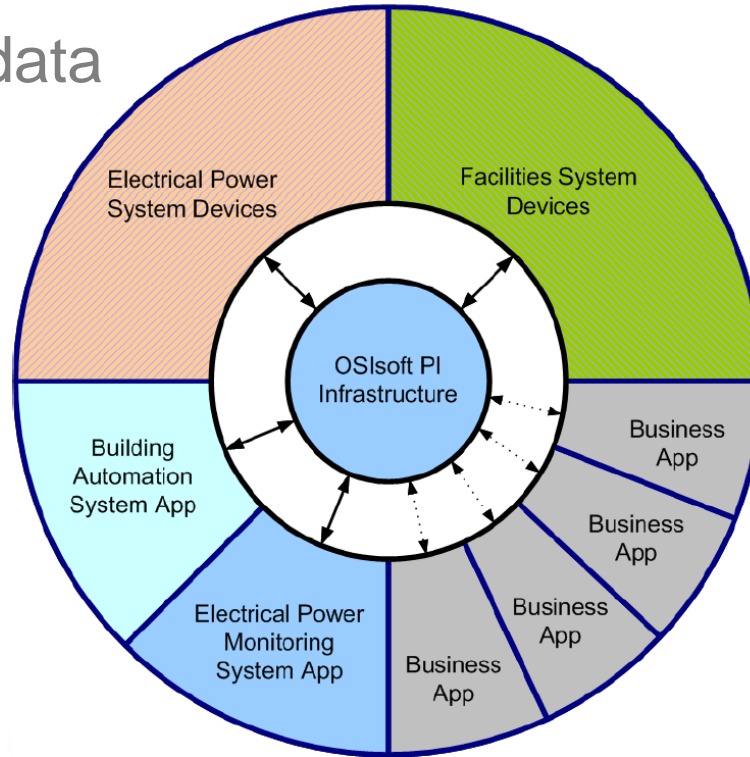 data
Electrical Power
System Devices
Facilities System
Devices
OSIsoft PI
Infrastructure
Building
Automation
System App
Electrical Power
Monitoring
System App
Business
App
Business
App
Business
App
Business
App